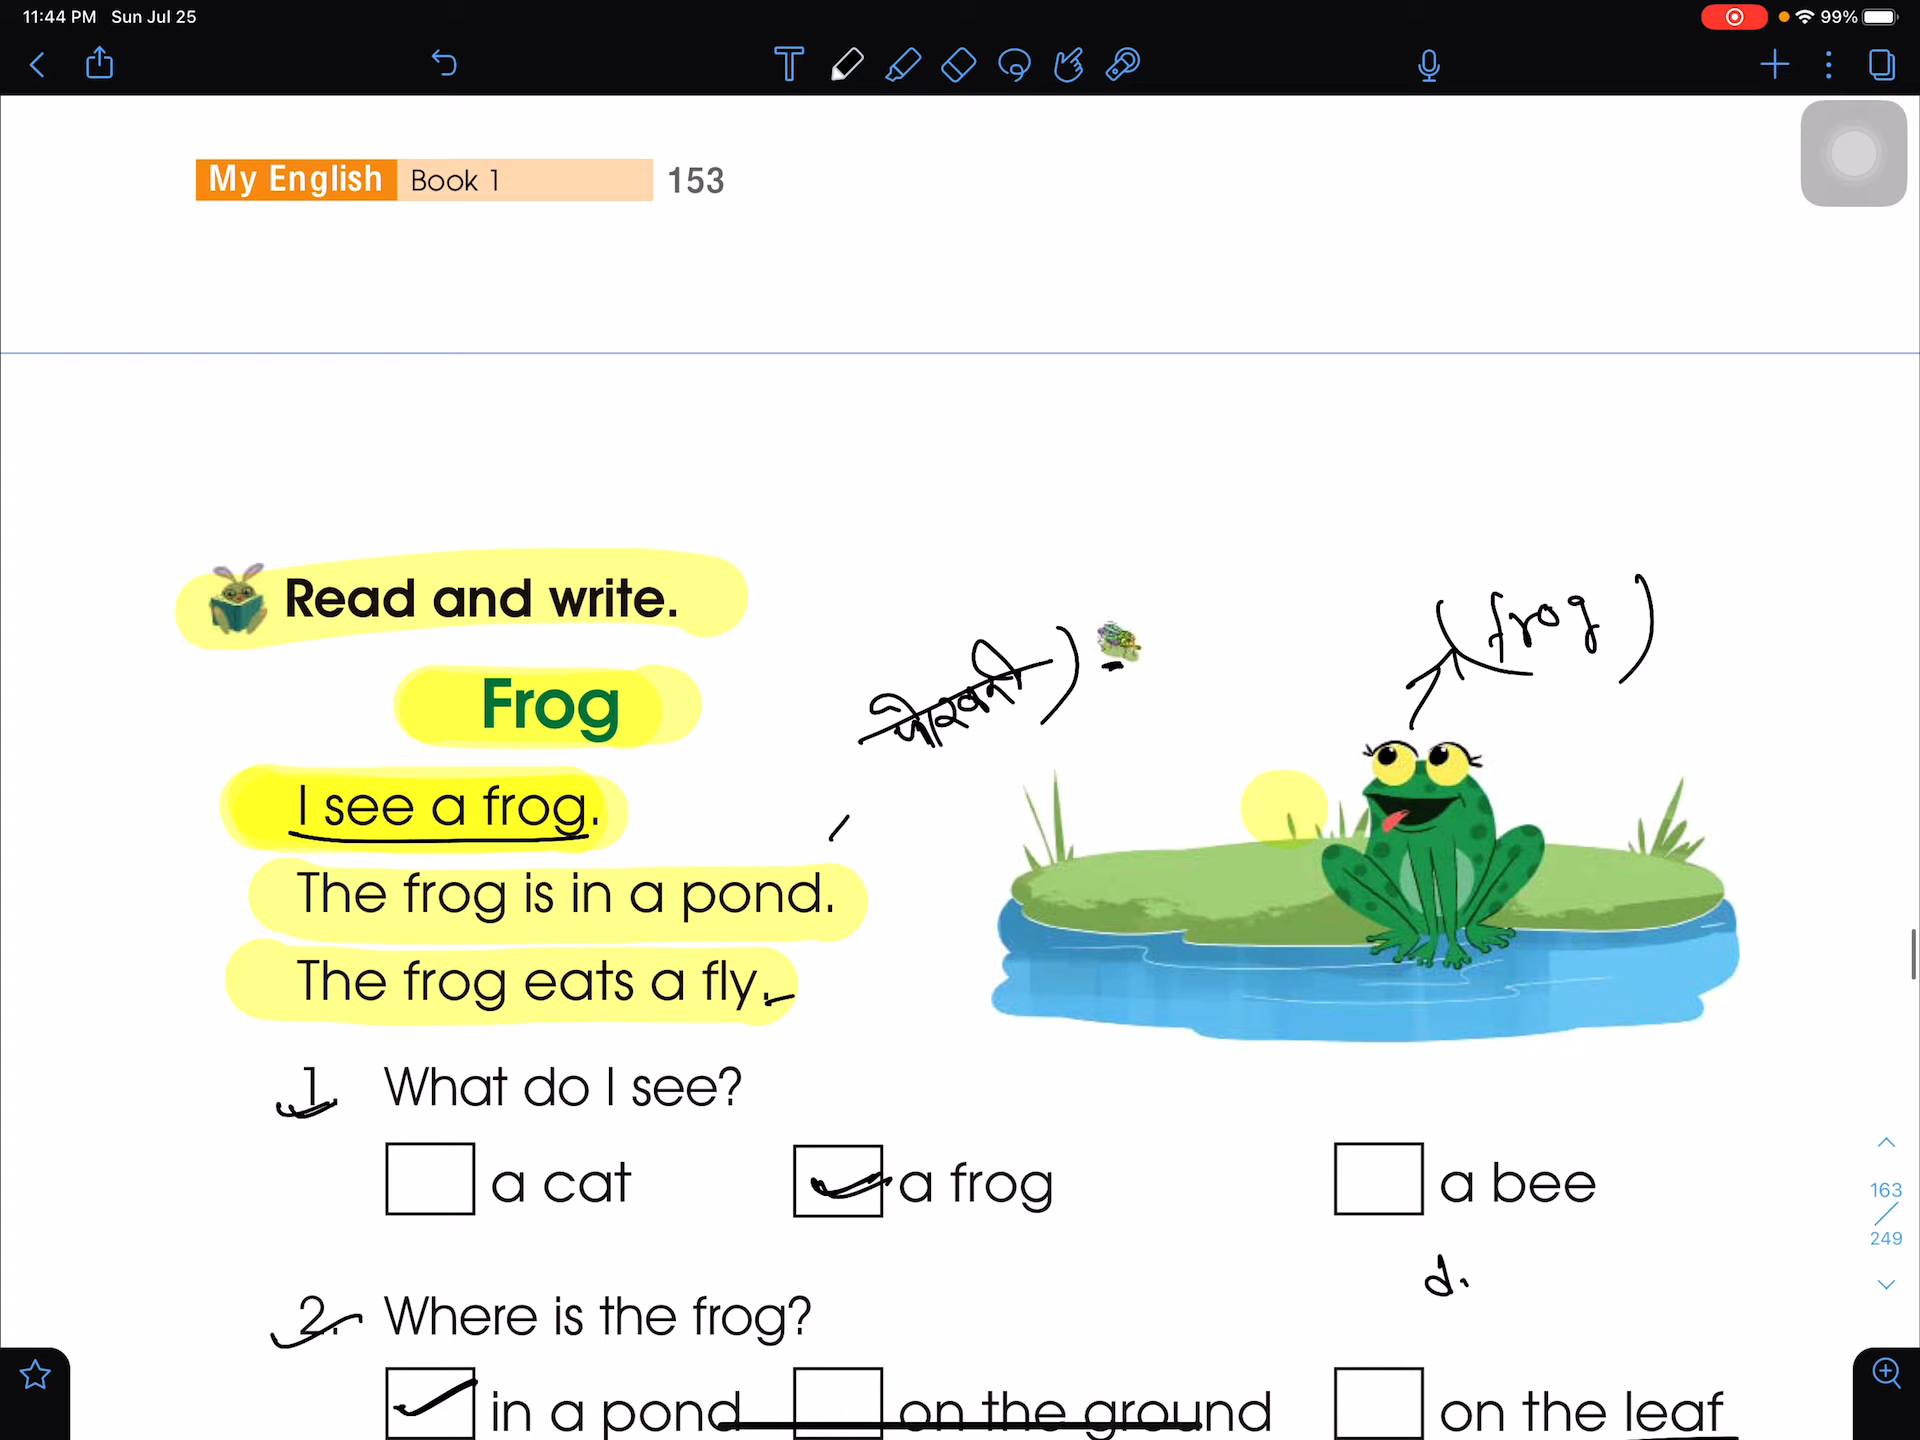 11:44 PM Sun Jul 25
99%
My English Book 1 153
Read and write.
(frog)
Frog
I see a frog.
The frog is in a pond.
The frog eats a fly.
1. What do I see?
a cat
a frog
a bee
163
249
d.
2. Where is the frog?
in a pond
on the ground
on the leaf